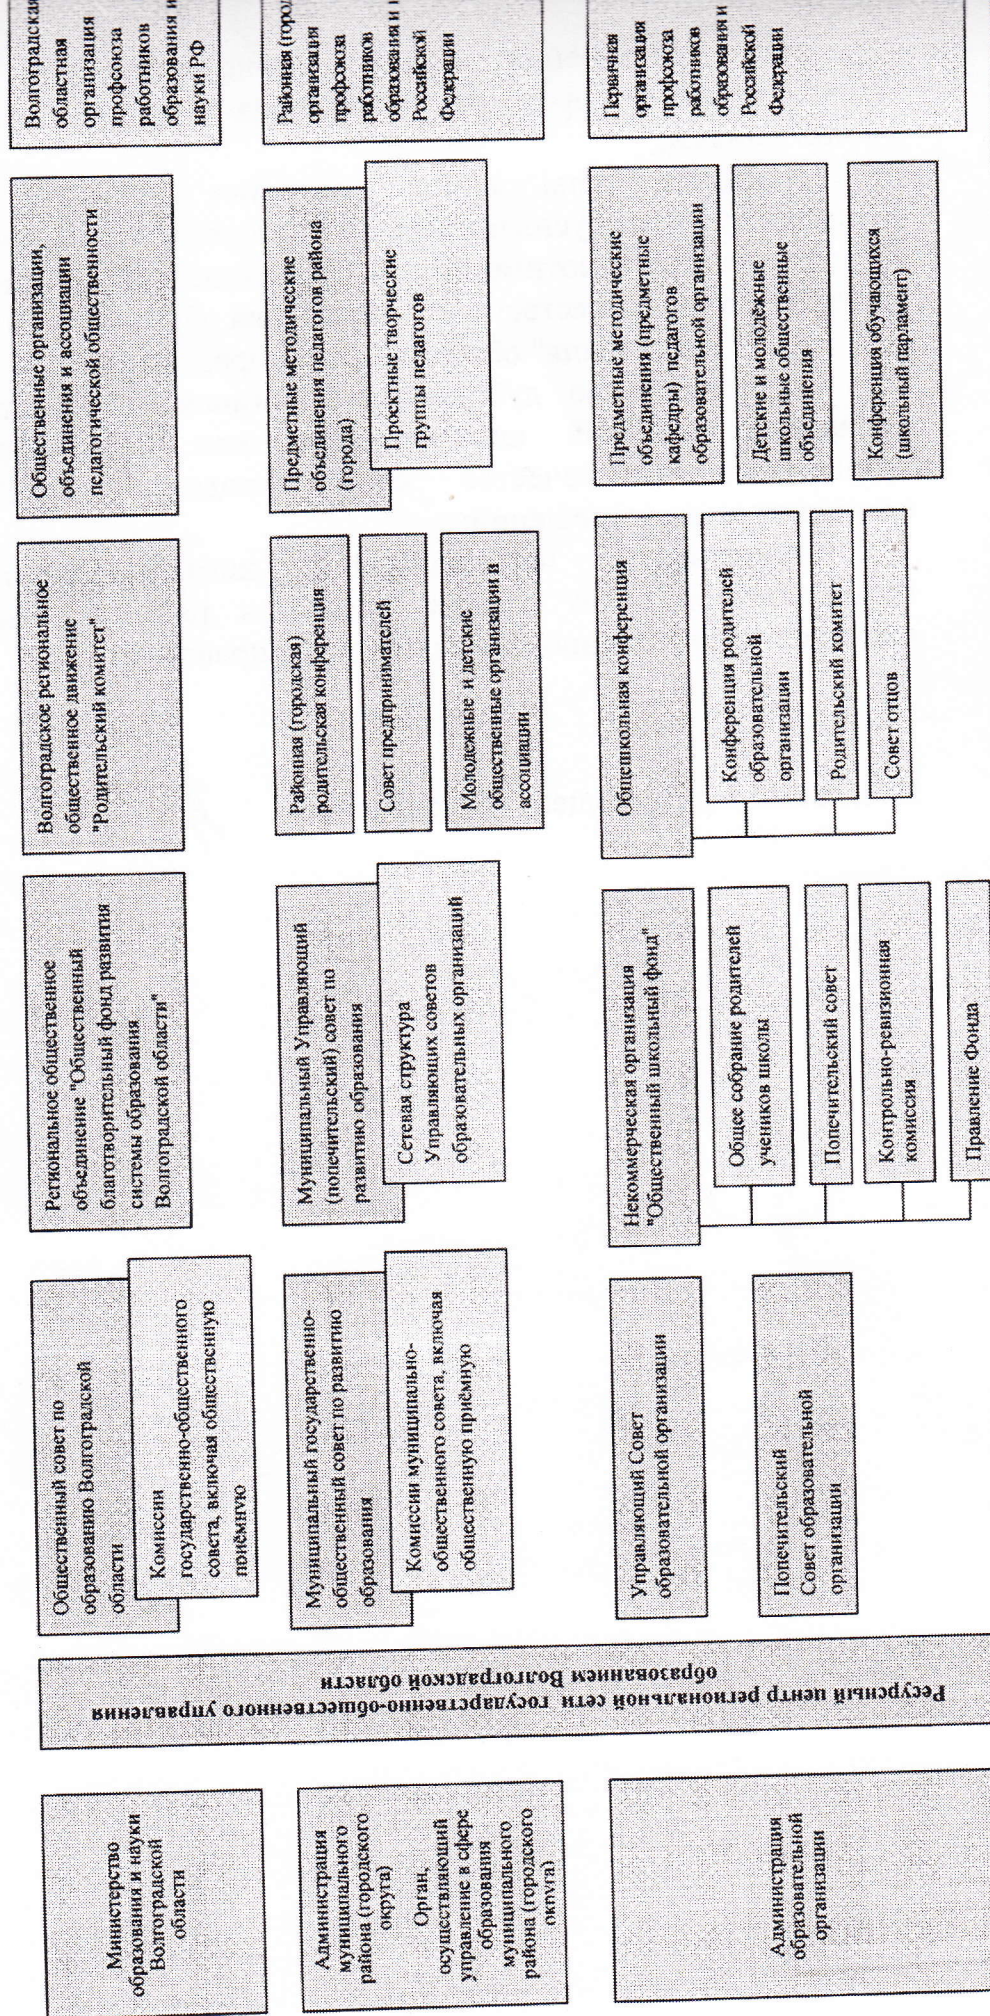 Министерство
образования и науки
Волгоградской
области
Ресурсный центр региональной сети государственно-общественного управления
образованием Волгоградской области
Общественный совет по
образованию Волгоградской
области
Комиссии
государственно-общественного
совета, включая общественную
приёмную
Региональное общественное
объединение "Общественный
благотворительный фонд развития
системы образования
Волгоградской области"
Волгоградское региональное
общественное движение
"Родительский комитет"
Общественные организации,
объединения и ассоциации
педагогической общественности
Волгоградская
областная
организация
профсоюза
работников
образования и
науки РФ
Администрация
муниципального
района (городского
округа)
Орган,
осуществляющий
управление в сфере
образования
муниципального
района (городского
округа)
Муниципальный государственно-
общественный совет по развитию
образования
Комиссии муниципально-
общественного совета, включая
общественную приёмную
Муниципальный Управляющий
(попечительский) совет по
развитию образования
Сетевая структура
Управляющих советов
образовательных организаций
Районная (городская)
родительская конференция
Совет предпринимателей
Молодежные и детские
общественные организации и
ассоциации
Предметные методические
объединения педагогов района
(города)
Проектные творческие
группы педагогов
Районная (горо
организация
профсоюза
работников
образования и
Российской
Федерации
Администрация
образовательной
организации
Управляющий Совет
образовательной организации
Попечительский
Совет образовательной
организации
Некоммерческая организация
"Общественный школьный фонд"
Общее собрание родителей
учеников школы
Попечительский совет
Контрольно-ревизионная
комиссия
Правление Фонда
Общешкольная конференция
Конференция родителей
образовательной
организации
Родительский комитет
Совет отцов
Предметные методические
объединения (предметные
кафедры) педагогов
образовательной организации
Детские и молодёжные
школьные общественные
объединения
Конференция обучающихся
(школьный парламент)
Первичная
организация
профсоюза
работников
образования и
Российской
Федерации